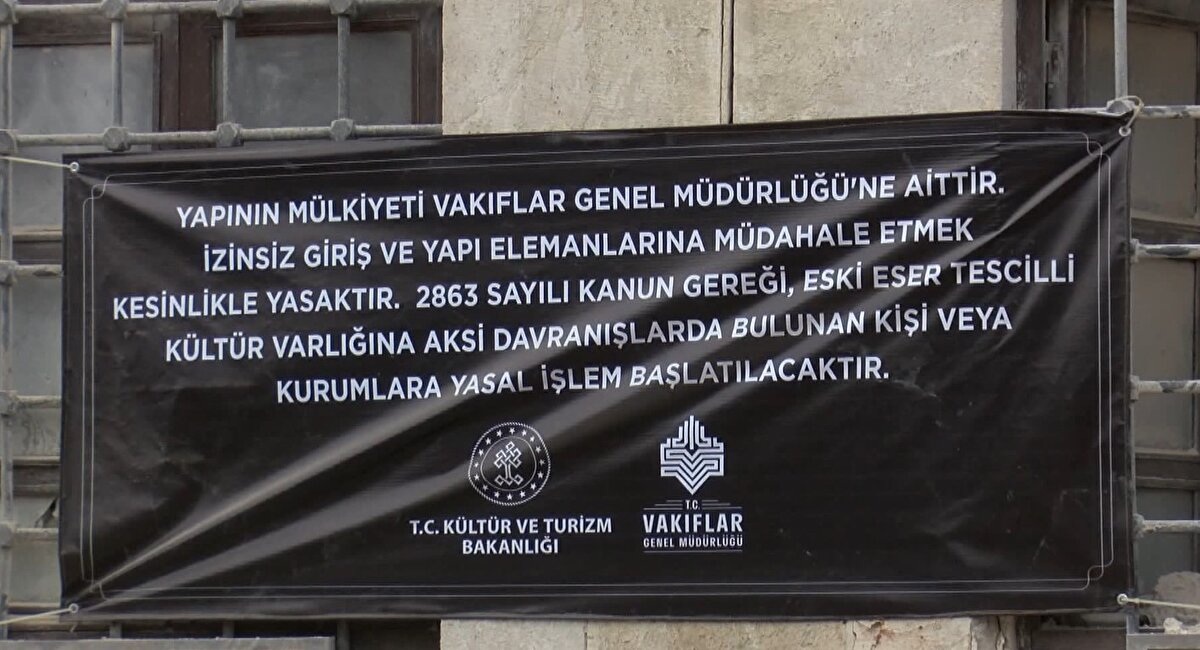 YAPININ MÜLKİYETİ VAKIFLAR GENEL MÜDÜRLÜĞÜ'NE AİTTİR.
İZİNSİZ GİRİŞ VE YAPI ELEMANLARINA MÜDAHALE ETMEK
KESİNLİKLE YASAKTIR. 2863 SAYILI KANUN GEREĞİ, ESKİ ESER TESCİLLİ
KÜLTÜR VARLIĞINA AKSİ DAVRANIŞLARDA BULUNAN KİŞİ VEYA
KURUMLARA YASAL İŞLEM BAŞLATILACAKTIR.
T.C. KÜLTÜR VE TURİZM
BAKANLIĞI
T.C.
VAKIFLAR
GENEL MÜDÜRLÜĞÜ